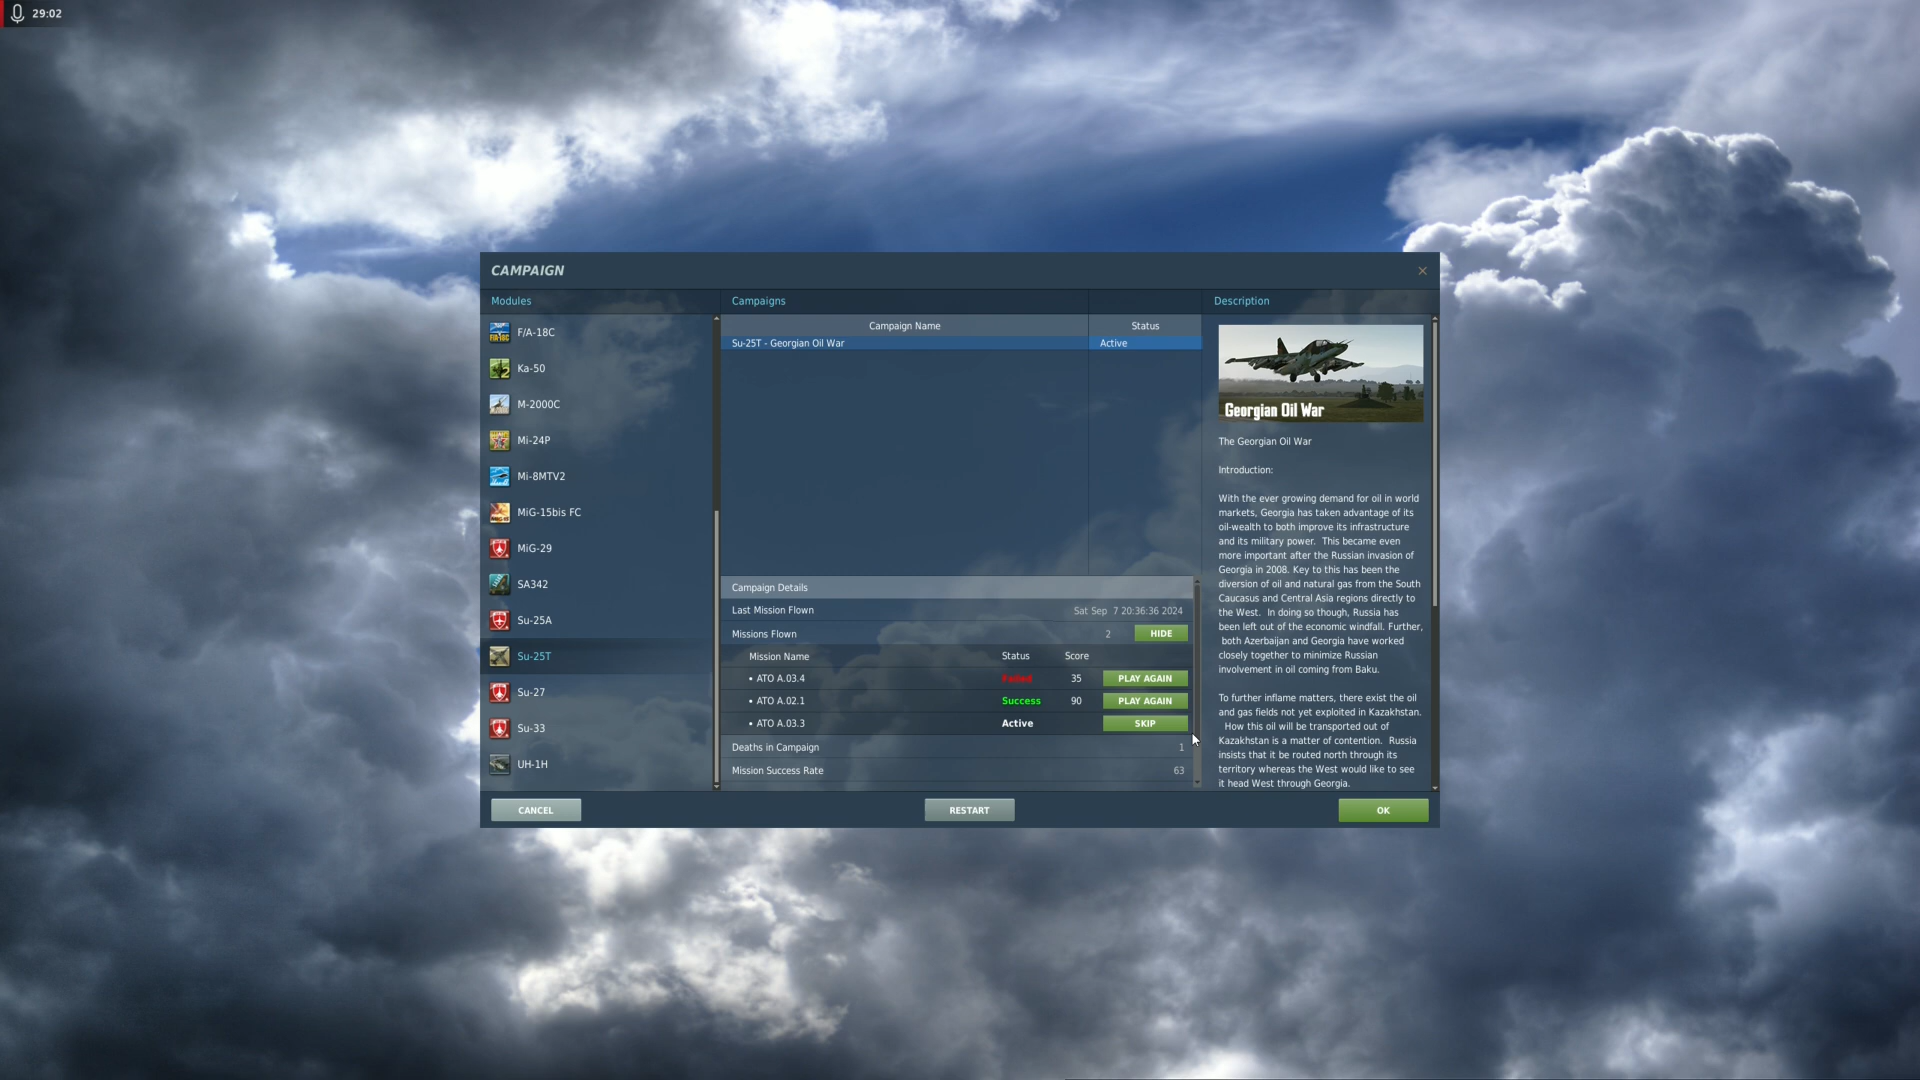 29:02
CAMPAIGN
Modules
F/A-18C
Ka-50
M-2000C
Mi-24P
Mi-8MTV2
MiG-15bis FC
MiG-29
SA342
Su-25A
Su-25T
Su-27
Su-33
UH-1H
Campaigns
Campaign Name Status
Su-25T - Georgian Oil War Active
Campaign Details
Last Mission Flown Sat Sep 7 20:36:36 2024
Missions Flown 2 HIDE
Mission Name Status Score
• ATO A.03.4 Failed 35 PLAY AGAIN
• ATO A.02.1 Success 90 PLAY AGAIN
• ATO A.03.3 Active SKIP
Deaths in Campaign 1
Mission Success Rate 63
Description
Georgian Oil War
The Georgian Oil War
Introduction:
With the ever growing demand for oil in world
markets, Georgia has taken advantage of its
oil-wealth to both improve its infrastructure
and its military power. This became even
more important after the Russian invasion of
Georgia in 2008. Key to this has been the
diversion of oil and natural gas from the South
Caucasus and Central Asia regions directly to
the West. In doing so though, Russia has
been left out of the economic windfall. Further,
both Azerbaijan and Georgia have worked
closely together to minimize Russian
involvement in oil coming from Baku.
To further inflame matters, there exist the oil
and gas fields not yet exploited in Kazakhstan.
How this oil will be transported out of
Kazakhstan is a matter of contention. Russia
insists that it be routed north through its
territory whereas the West would like to see
it head West through Georgia.
CANCEL
RESTART
OK